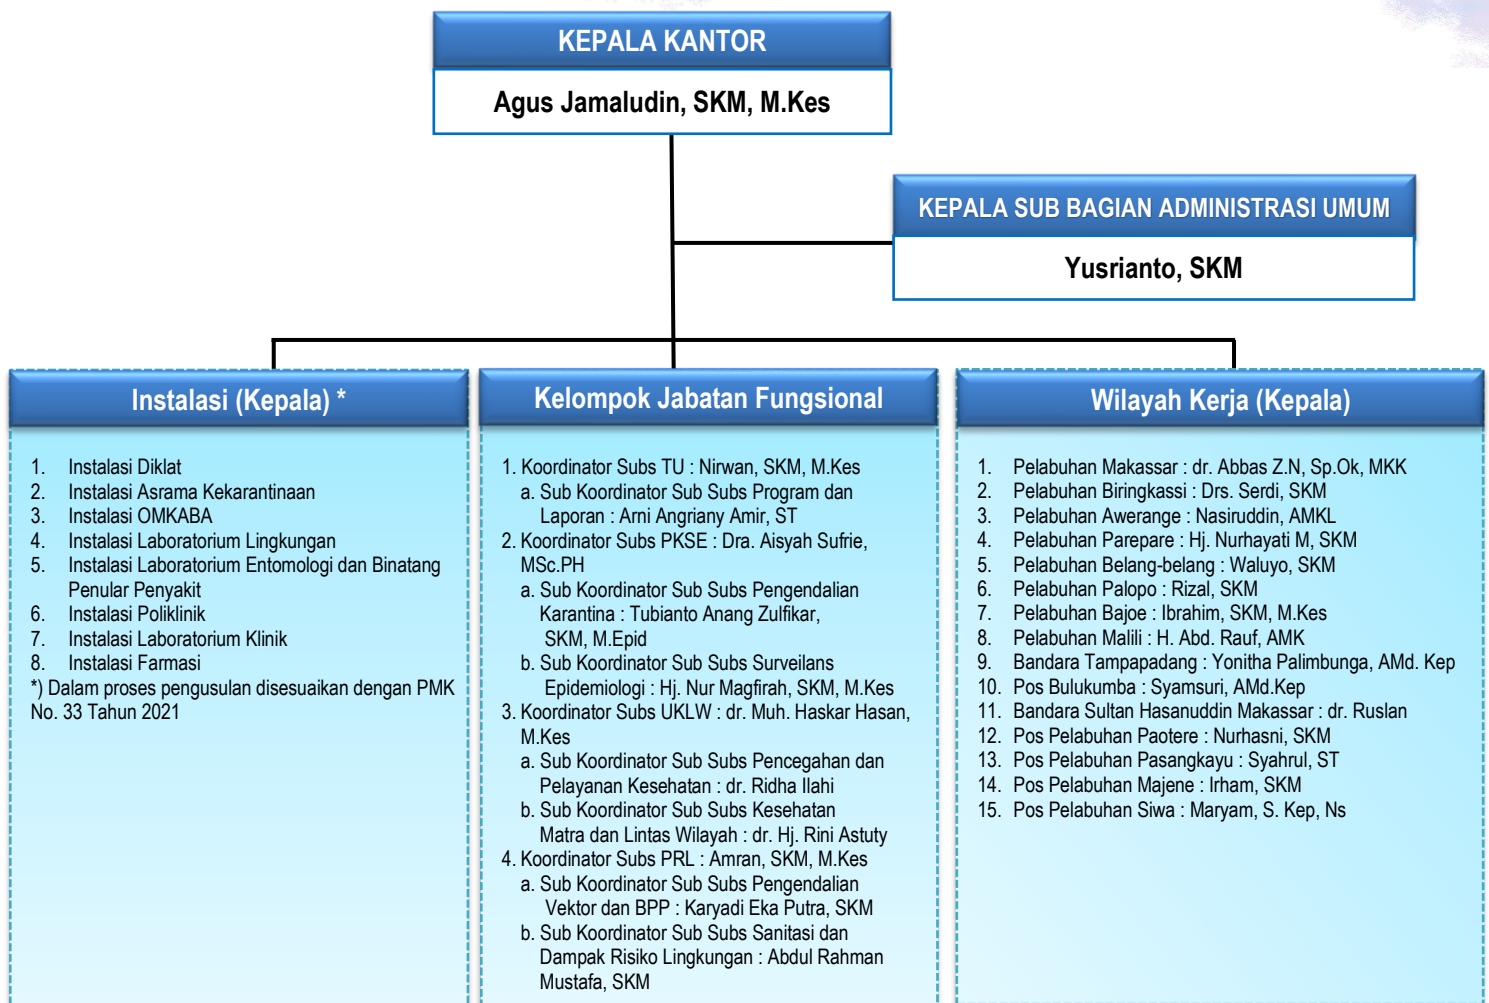 KEPALA KANTOR
Agus Jamaludin, SKM, M.Kes
KEPALA SUB BAGIAN ADMINISTRASI UMUM
Yusrianto, SKM
Instalasi (Kepala) *
1. Instalasi Diklat
2. Instalasi Asrama Kekarantinaan
3. Instalasi OMKABA
4. Instalasi Laboratorium Lingkungan
5. Instalasi Laboratorium Entomologi dan Binatang
Penular Penyakit
6. Instalasi Poliklinik
7. Instalasi Laboratorium Klinik
8. Instalasi Farmasi
*) Dalam proses pengusulan disesuaikan dengan PMK
No. 33 Tahun 2021
Kelompok Jabatan Fungsional
1. Koordinator Subs TU : Nirwan, SKM, M.Kes
a. Sub Koordinator Sub Subs Program dan
Laporan : Arni Angriany Amir, ST
2. Koordinator Subs PKSE : Dra. Aisyah Sufrie,
MSc.PH
a. Sub Koordinator Sub Subs Pengendalian
Karantina : Tubianto Anang Zulfikar,
SKM, M.Epid
b. Sub Koordinator Sub Subs Surveilans
Epidemiologi : Hj. Nur Magfirah, SKM, M.Kes
3. Koordinator Subs UKLW : dr. Muh. Haskar Hasan,
M.Kes
a. Sub Koordinator Sub Subs Pencegahan dan
Pelayanan Kesehatan : dr. Ridha Ilahi
b. Sub Koordinator Sub Subs Kesehatan
Matra dan Lintas Wilayah : dr. Hj. Rini Astuty
4. Koordinator Subs PRL : Amran, SKM, M.Kes
a. Sub Koordinator Sub Subs Pengendalian
Vektor dan BPP : Karyadi Eka Putra, SKM
b. Sub Koordinator Sub Subs Sanitasi dan
Dampak Risiko Lingkungan : Abdul Rahman
Mustafa, SKM
Wilayah Kerja (Kepala)
1. Pelabuhan Makassar : dr. Abbas Z.N, Sp.Ok, MKK
2. Pelabuhan Biringkassi : Drs. Serdi, SKM
3. Pelabuhan Awerange : Nasiruddin, AMKL
4. Pelabuhan Parepare : Hj. Nurhayati M, SKM
5. Pelabuhan Belang-belang : Waluyo, SKM
6. Pelabuhan Palopo : Rizal, SKM
7. Pelabuhan Bajoe : Ibrahim, SKM, M.Kes
8. Pelabuhan Malili : H. Abd. Rauf, AMK
9. Bandara Tampapadang : Yonitha Palimbunga, AMd. Kep
10. Pos Bulukumba : Syamsuri, AMd.Kep
11. Bandara Sultan Hasanuddin Makassar : dr. Ruslan
12. Pos Pelabuhan Paotere : Nurhasni, SKM
13. Pos Pelabuhan Pasangkayu : Syahrul, ST
14. Pos Pelabuhan Majene : Irham, SKM
15. Pos Pelabuhan Siwa : Maryam, S. Kep, Ns